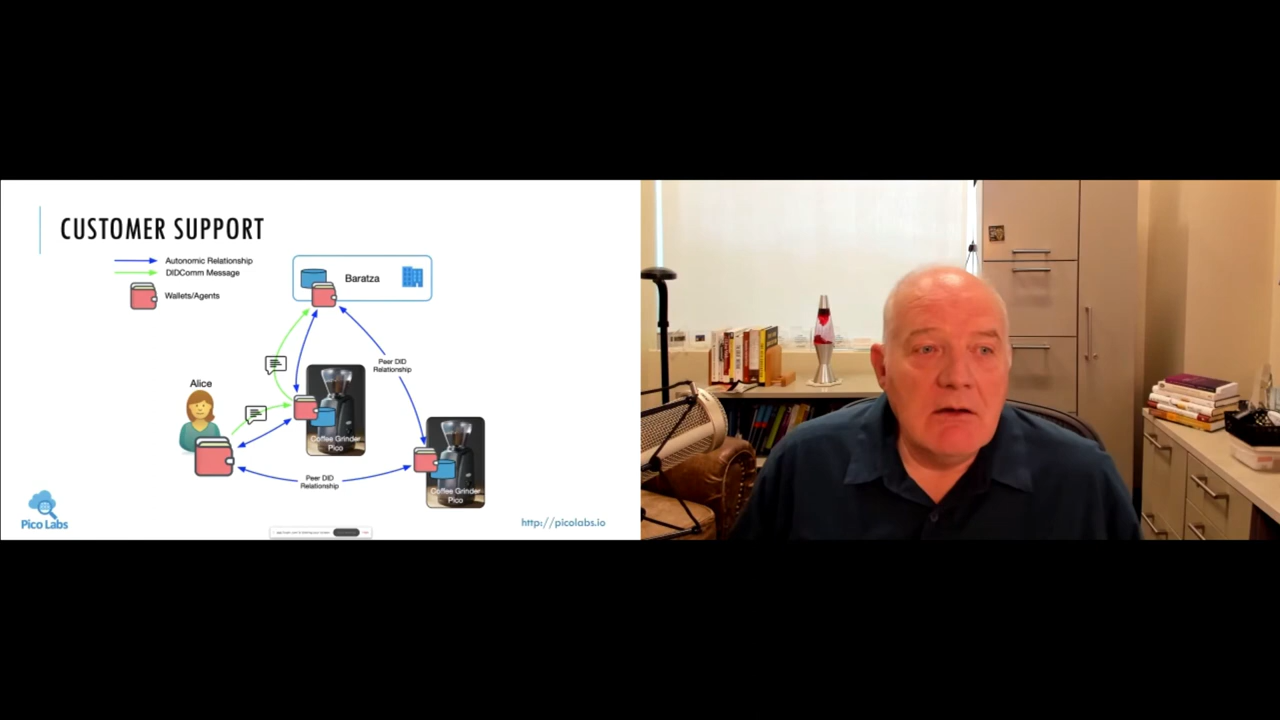 CUSTOMER SUPPORT
Autonomic Relationship
DIDComm Message
Wallets/Agents
Baratza
Peer DID
Relationship
Alice
Coffee Grinder
Pico
Peer DID
Relationship
Coffee Grinder
Pico
Pico Labs
http://picolabs.io